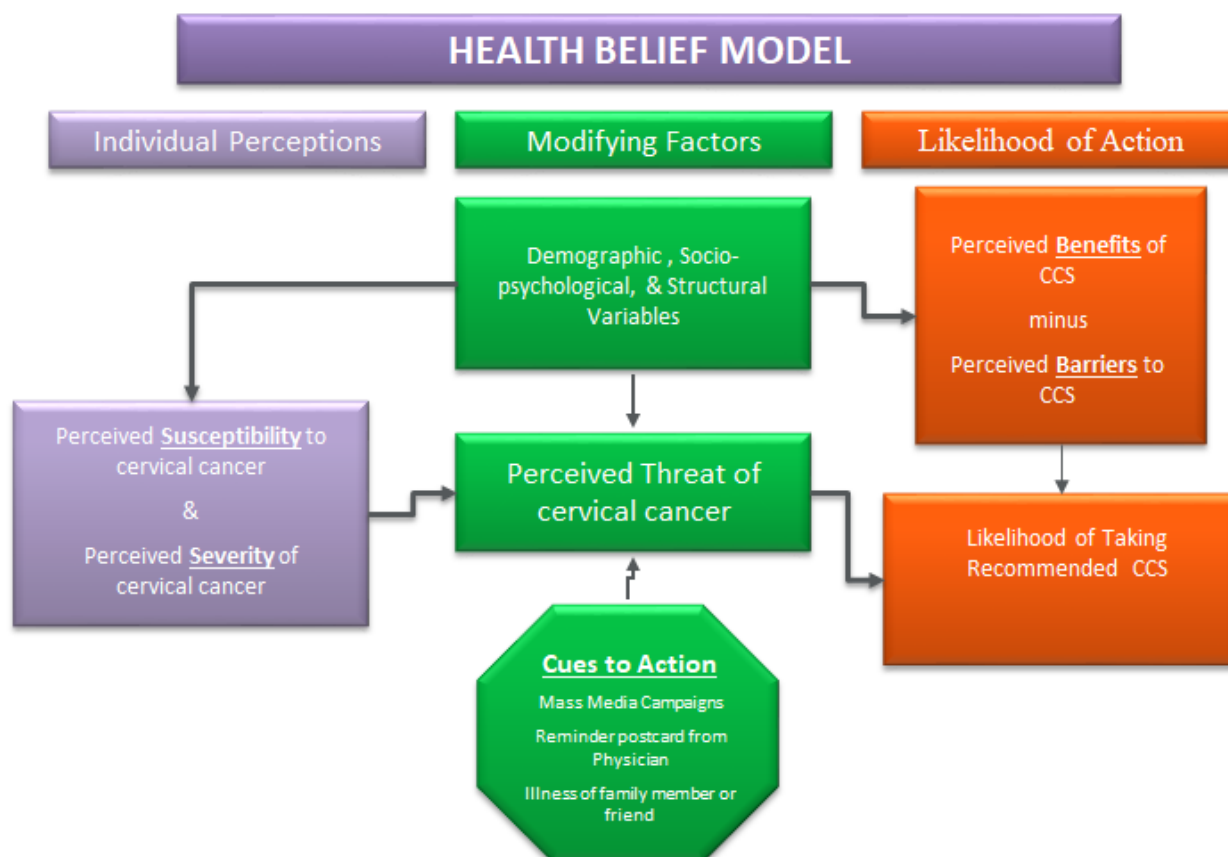 HEALTH BELIEF MODEL
Individual Perceptions
Modifying Factors
Likelihood of Action
Demographic , Socio-
psychological, & Structural
Variables
Perceived Benefits of
CCS
minus
Perceived Barriers to
CCS
Perceived Susceptibility to
cervical cancer
&
Perceived Severity of
cervical cancer
Perceived Threat of
cervical cancer
Likelihood of Taking
Recommended CCS
Cues to Action
Mass Media Campaigns
Reminder postcard from
Physician
Illness of family member or
friend